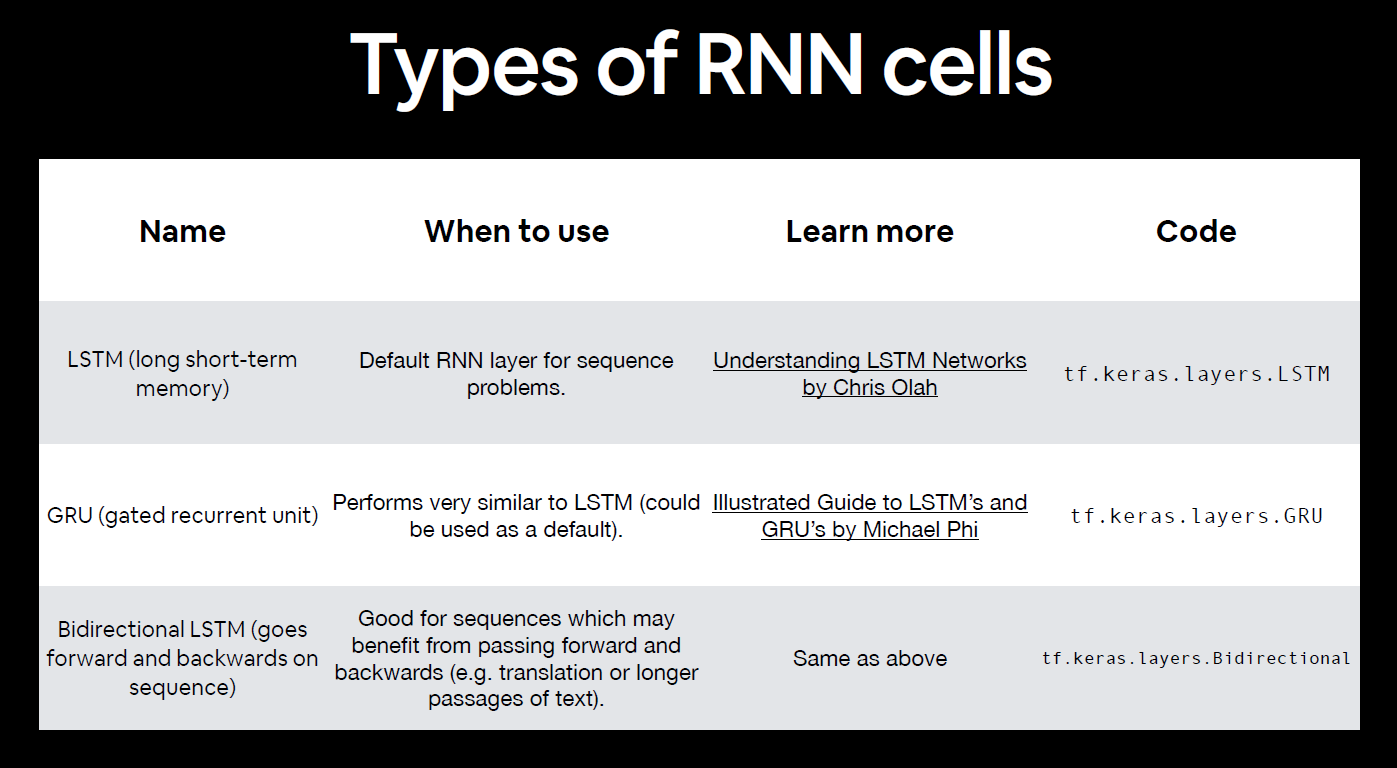 Types of RNN cells
Name
When to use
Learn more
Code
LSTM (long short-term
memory)
Default RNN layer for sequence
problems.
Understanding LSTM Networks
by Chris Olah
tf.keras.layers.LSTM
GRU (gated recurrent unit)
Performs very similar to LSTM (could
be used as a default).
Illustrated Guide to LSTM’s and
GRU’s by Michael Phi
tf.keras.layers.GRU
Bidirectional LSTM (goes
forward and backwards on
sequence)
Good for sequences which may
benefit from passing forward and
backwards (e.g. translation or longer
passages of text).
Same as above
tf.keras.layers.Bidirectional